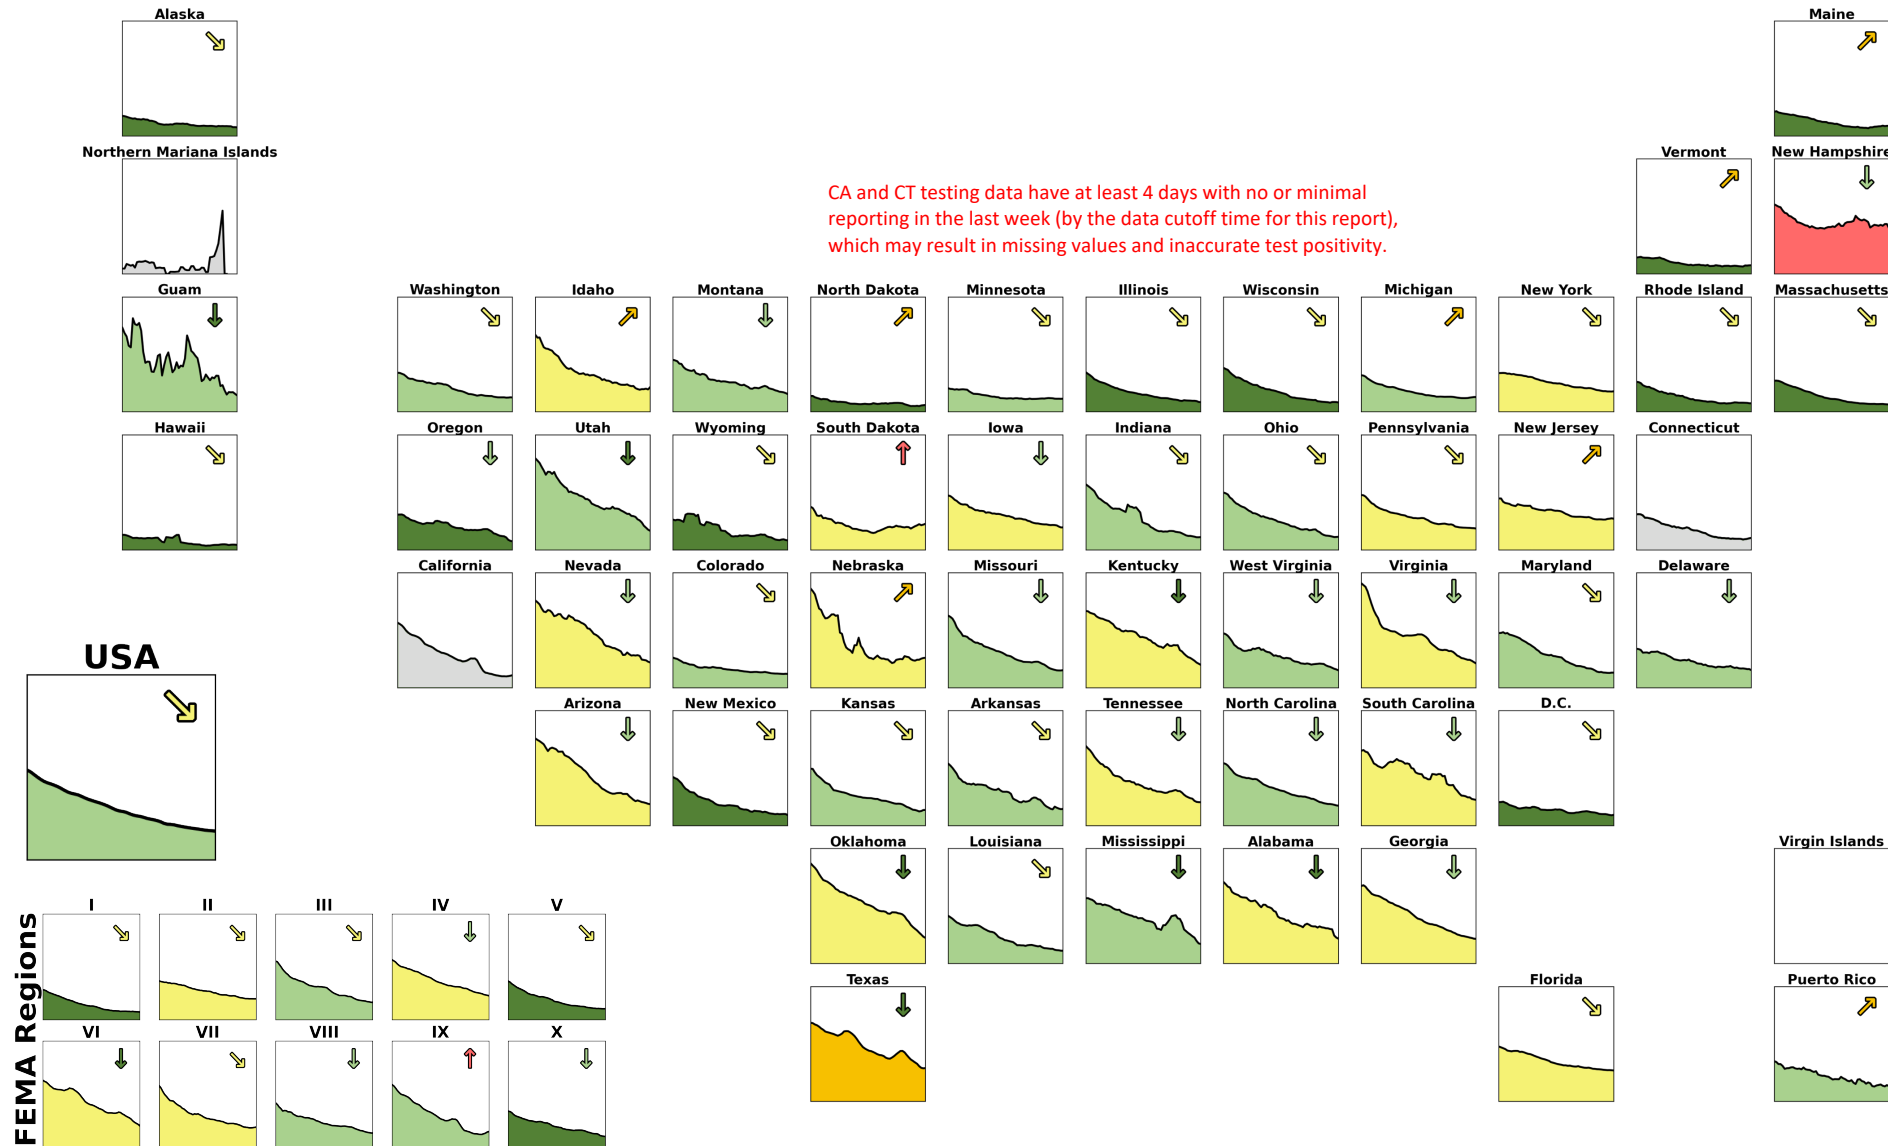 Alaska
Maine
Northern Mariana Islands
Vermont
New Hampshire
CA and CT testing data have at least 4 days with no or minimal
reporting in the last week (by the data cutoff time for this report),
which may result in missing values and inaccurate test positivity.
Guam
Washington
Idaho
Montana
North Dakota
Minnesota
Illinois
Wisconsin
Michigan
New York
Rhode Island
Massachusetts
Hawaii
Oregon
Utah
Wyoming
South Dakota
Iowa
Indiana
Ohio
Pennsylvania
New Jersey
Connecticut
California
Nevada
Colorado
Nebraska
Missouri
Kentucky
West Virginia
Virginia
Maryland
Delaware
USA
Arizona
New Mexico
Kansas
Arkansas
Tennessee
North Carolina
South Carolina
D.C.
Oklahoma
Louisiana
Mississippi
Alabama
Georgia
Virgin Islands
FEMA Regions
I
II
III
IV
V
Texas
Florida
Puerto Rico
VI
VII
VIII
IX
X